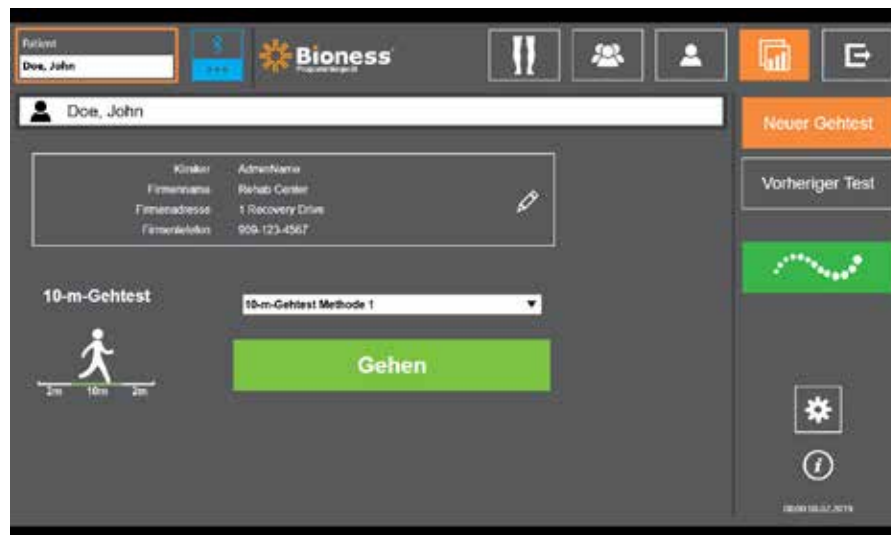 Patient
Doe, John
Bioness
Doe, John
Neuer Gehtest
Vorheriger Test
Kliniker AdminName
Firmenname Rehab Center
Firmenadresse 1 Recovery Drive
Firmentelefon 909-123-4567
10-m-Gehtest
10-m-Gehtest Methode 1
Gehen
2m 10m 2m